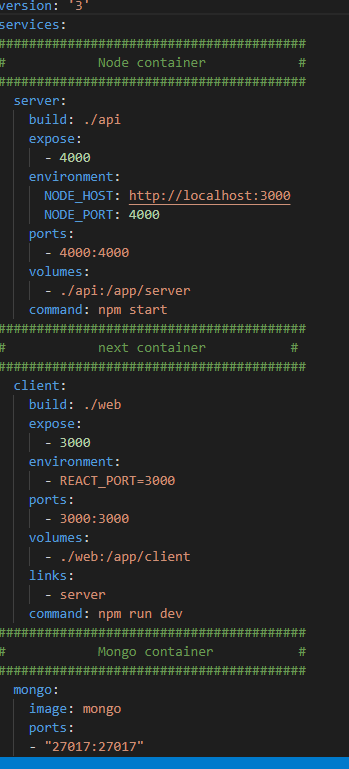 version: '3'
services:
########################################
#            Node container            #
########################################
  server:
    build: ./api
    expose:
      - 4000
    environment:
      NODE_HOST: http://localhost:3000
      NODE_PORT: 4000
    ports:
      - 4000:4000
    volumes:
      - ./api:/app/server
    command: npm start
########################################
#            next container           #
########################################
  client:
    build: ./web
    expose:
      - 3000
    environment:
      - REACT_PORT=3000
    ports:
      - 3000:3000
    volumes:
      - ./web:/app/client
    links:
      - server
    command: npm run dev
########################################
#            Mongo container           #
########################################
  mongo:
    image: mongo
    ports:
    - "27017:27017"